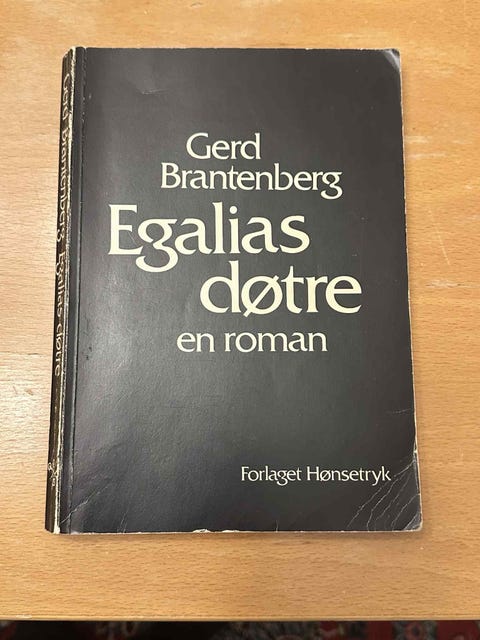 Gerd
Brantenberg
Egalias
døtre
en roman
Forlaget Hønsetryk
Gerd Brantenberg Egalias døtre